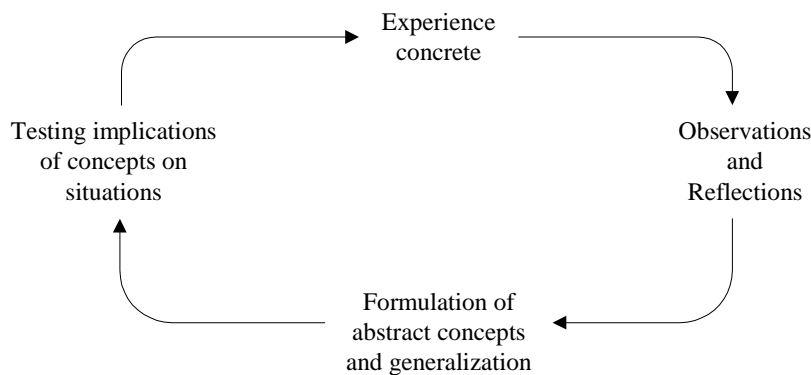 Experience
concrete
Observations
and
Reflections
Formulation of
abstract concepts
and generalization
Testing implications
of concepts on
situations